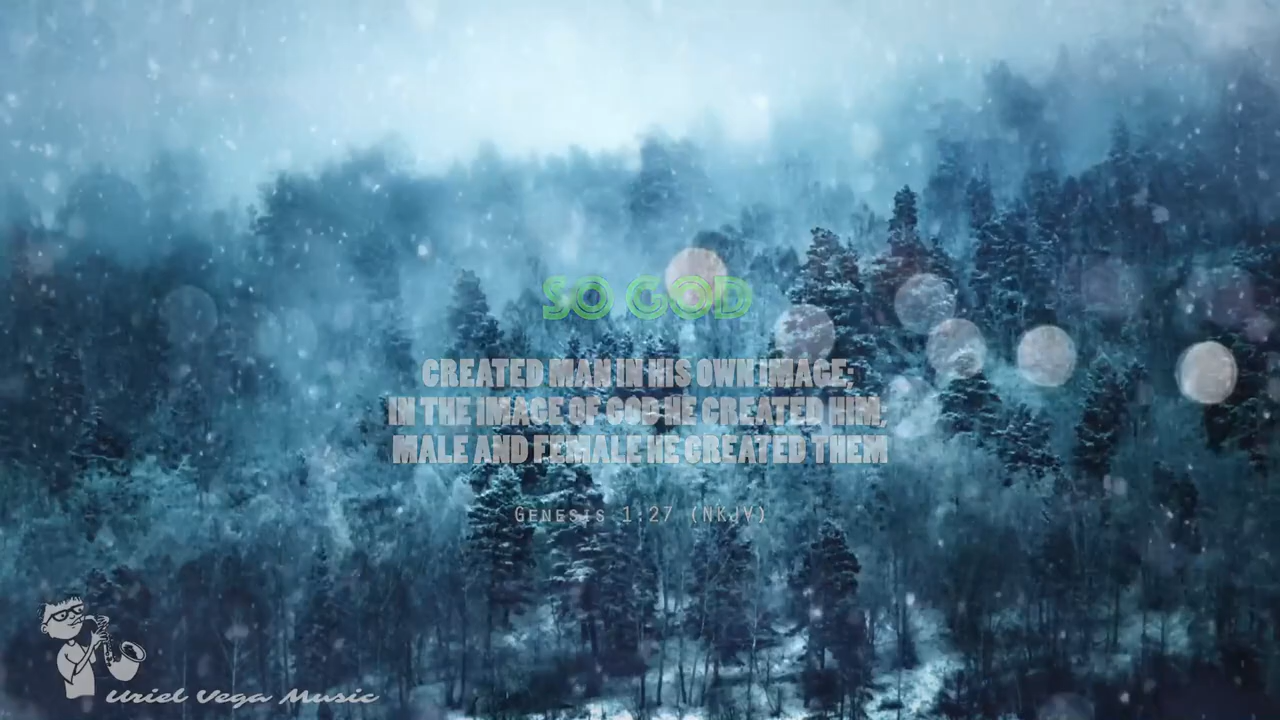 SO GOD
CREATED MAN IN HIS OWN IMAGE;
IN THE IMAGE OF GOD HE CREATED HIM;
MALE AND FEMALE HE CREATED THEM
Genesis 1:27 (NKJV)
Uriel Vega Music